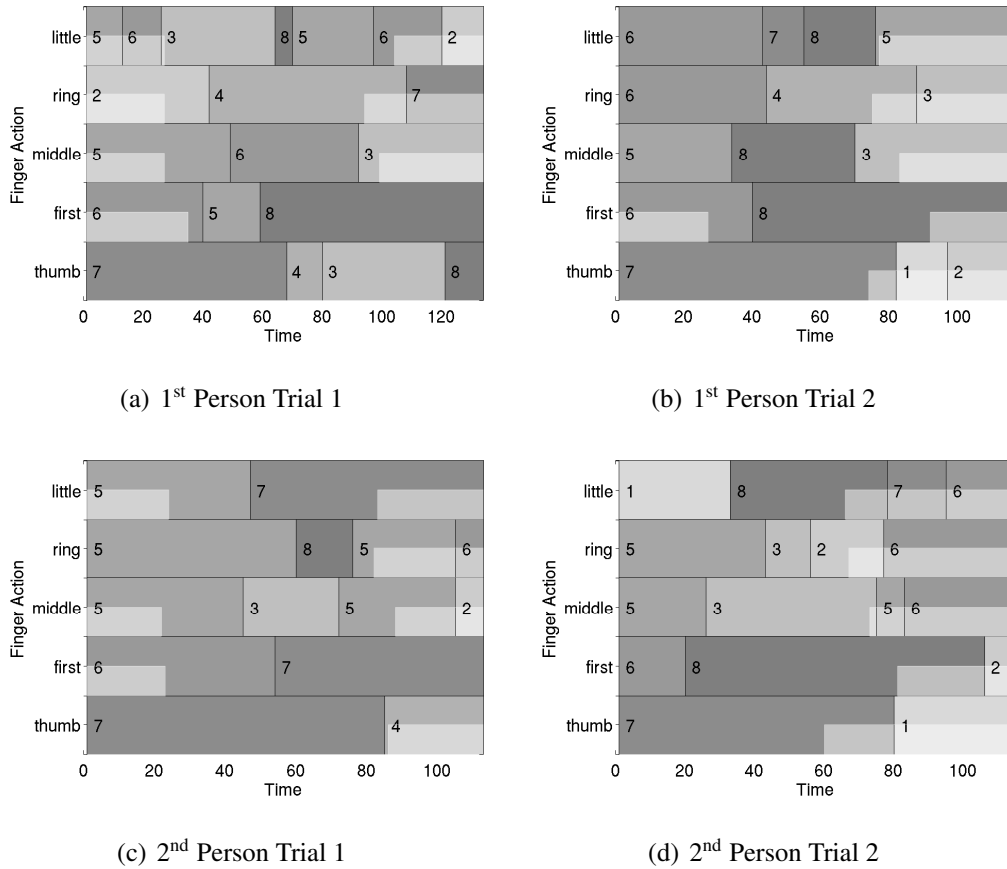 little 5 6 3 8 5 6 2
ring 2 4 7
middle 5 6 3
first 6 5 8
thumb 7 4 3 8
0 20 40 60 80 100 120
Time
Finger Action
(a) 1st Person Trial 1
little 6 7 8 5
ring 6 4 3
middle 5 8 3
first 6 8
thumb 7 1 2
0 20 40 60 80 100
Time
Finger Action
(b) 1st Person Trial 2
little 5 7
ring 5 8 5 6
middle 5 3 5 2
first 6 7
thumb 7 4
0 20 40 60 80 100
Time
Finger Action
(c) 2nd Person Trial 1
little 1 8 7 6
ring 5 3 2 6
middle 5 3 5 6
first 6 8 2
thumb 7 1
0 20 40 60 80 100
Time
Finger Action
(d) 2nd Person Trial 2